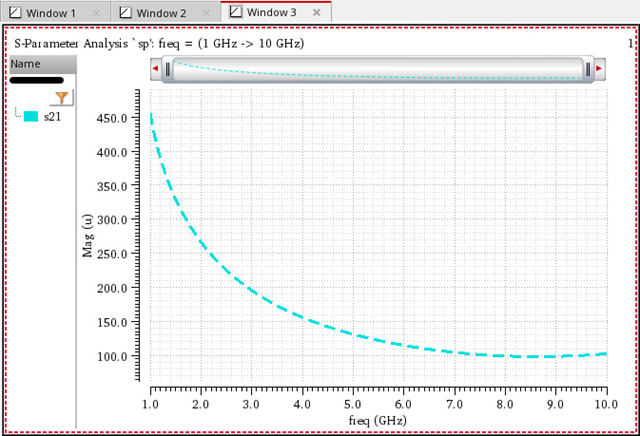 Window 1
Window 2
Window 3
S-Parameter Analysis `sp': freq = (1 GHz -> 10 GHz)
1
Name
s21
450.0
400.0
350.0
300.0
250.0
200.0
150.0
100.0
Mag (u)
1.0 2.0 3.0 4.0 5.0 6.0 7.0 8.0 9.0 10.0
freq (GHz)